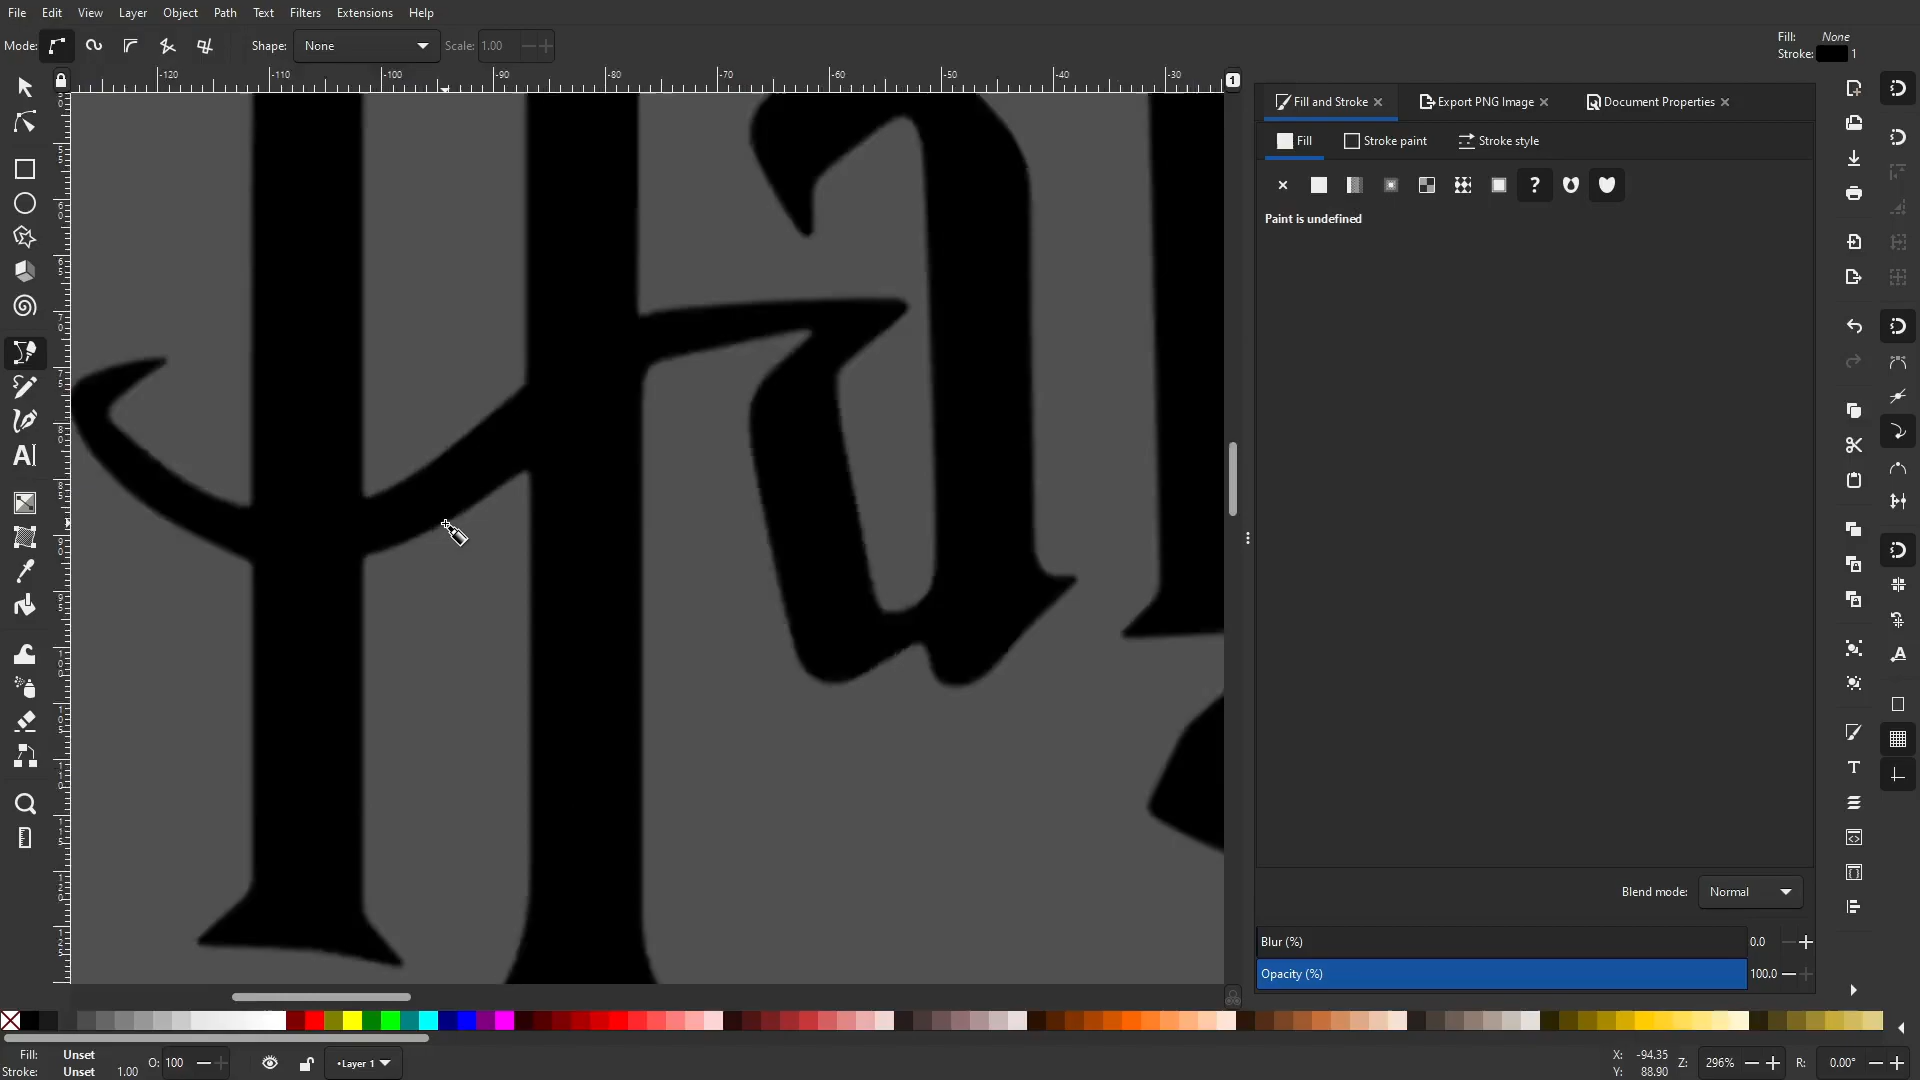 File Edit View Layer Object Path Text Filters Extensions Help
Mode: Shape: None Scale: 1.00
Fill: None
Stroke: 1
-120 -110 -100 -90 -80 -70 -60 -50 -40 -30
1
Fill and Stroke Export PNG Image Document Properties
Fill Stroke paint Stroke style
?
Paint is undefined
Ha
Blend mode: Normal
Blur (%) 0.0
Opacity (%) 100.0
Fill: Unset
Stroke: Unset 1.00
O: 100
•Layer 1
X: -94.35
Y: 88.90
Z: 296%
R: 0.00°